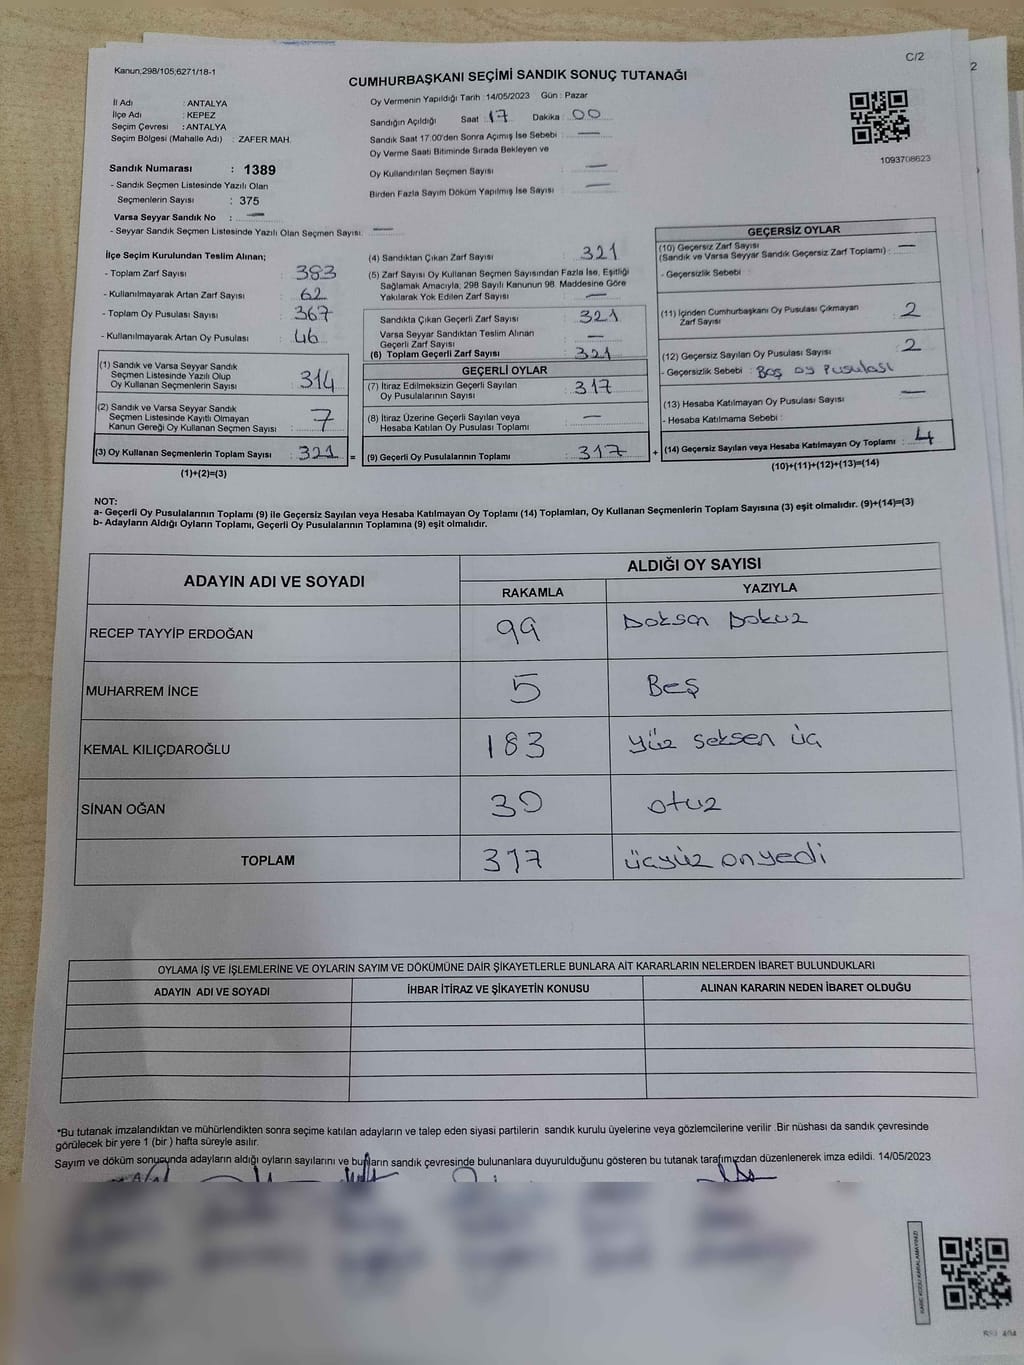 Kanun;298/105;6271/18-1
C/2
2
CUMHURBAŞKANI SEÇİMİ SANDIK SONUÇ TUTANAĞI
İl Adı : ANTALYA
İlçe Adı : KEPEZ
Seçim Çevresi : ANTALYA
Seçim Bölgesi (Mahalle Adı) : ZAFER MAH.
Sandık Numarası : 1389
- Sandık Seçmen Listesinde Yazılı Olan
Seçmenlerin Sayısı : 375
Varsa Seyyar Sandık No : —
- Seyyar Sandık Seçmen Listesinde Yazılı Olan Seçmen Sayısı: —
Oy Vermenin Yapıldığı Tarih :14/05/2023 Gün : Pazar
Sandığın Açıldığı Saat :17 Dakika :00
Sandık Saat 17:00'den Sonra Açımış İse Sebebi : —
Oy Verme Saati Bitiminde Sırada Bekleyen ve
Oy Kullandırılan Seçmen Sayısı : —
Birden Fazla Sayım Döküm Yapılmış İse Sayısı : —
1093708623
İlçe Seçim Kurulundan Teslim Alınan;
- Toplam Zarf Sayısı : 383
- Kullanılmayarak Artan Zarf Sayısı : 62
- Toplam Oy Pusulası Sayısı : 367
- Kullanılmayarak Artan Oy Pusulası : 46
(1) Sandık ve Varsa Seyyar Sandık
Seçmen Listesinde Yazılı Olup
Oy Kullanan Seçmenlerin Sayısı : 314
(2) Sandık ve Varsa Seyyar Sandık
Seçmen Listesinde Kayıtlı Olmayan
Kanun Gereği Oy Kullanan Seçmen Sayısı : 7
(3) Oy Kullanan Seçmenlerin Toplam Sayısı : 321 =
(1)+(2)=(3)
(4) Sandıktan Çıkan Zarf Sayısı : 321
(5) Zarf Sayısı Oy Kullanan Seçmen Sayısından Fazla İse, Eşitliği
Sağlamak Amacıyla, 298 Sayılı Kanunun 98. Maddesine Göre
Yakılarak Yok Edilen Zarf Sayısı : —
Sandıkta Çıkan Geçerli Zarf Sayısı : 321
Varsa Seyyar Sandıktan Teslim Alınan
Geçerli Zarf Sayısı : —
(6) Toplam Geçerli Zarf Sayısı : 321
GEÇERLİ OYLAR
(7) İtiraz Edilmeksizin Geçerli Sayılan
Oy Pusulalarının Sayısı : 317
(8) İtiraz Üzerine Geçerli Sayılan veya
Hesaba Katılan Oy Pusulası Toplamı : —
(9) Geçerli Oy Pusulalarının Toplamı : 317 +
GEÇERSİZ OYLAR
(10) Geçersiz Zarf Sayısı
(Sandık ve Varsa Seyyar Sandık Geçersiz Zarf Toplamı) : —
- Geçersizlik Sebebi :
(11) İçinden Cumhurbaşkanı Oy Pusulası Çıkmayan
Zarf Sayısı : 2
(12) Geçersiz Sayılan Oy Pusulası Sayısı : 2
- Geçersizlik Sebebi : Boş oy Pusulası
(13) Hesaba Katılmayan Oy Pusulası Sayısı : —
- Hesaba Katılmama Sebebi :
(14) Geçersiz Sayılan veya Hesaba Katılmayan Oy Toplamı : 4
(10)+(11)+(12)+(13)=(14)
NOT:
a- Geçerli Oy Pusulalarının Toplamı (9) ile Geçersiz Sayılan veya Hesaba Katılmayan Oy Toplamı (14) Toplamları, Oy Kullanan Seçmenlerin Toplam Sayısına (3) eşit olmalıdır. (9)+(14)=(3)
b- Adayların Aldığı Oyların Toplamı, Geçerli Oy Pusulalarının Toplamına (9) eşit olmalıdır.
ADAYIN ADI VE SOYADI ALDIĞI OY SAYISI
RAKAMLA YAZIYLA
RECEP TAYYİP ERDOĞAN 99 Doksan Dokuz
MUHARREM İNCE 5 Beş
KEMAL KILIÇDAROĞLU 183 yüz seksen üç
SİNAN OĞAN 30 otuz
TOPLAM 317 üçyüz onyedi
OYLAMA İŞ VE İŞLEMLERİNE VE OYLARIN SAYIM VE DÖKÜMÜNE DAİR ŞİKAYETLERLE BUNLARA AİT KARARLARIN NELERDEN İBARET BULUNDUKLARI
ADAYIN ADI VE SOYADI İHBAR İTİRAZ VE ŞİKAYETİN KONUSU ALINAN KARARIN NEDEN İBARET OLDUĞU
*Bu tutanak imzalandıktan ve mühürlendikten sonra seçime katılan adayların ve talep eden siyasi partilerin sandık kurulu üyelerine veya gözlemcilerine verilir .Bir nüshası da sandık çevresinde
görülecek bir yere 1 (bir ) hafta süreyle asılır.
Sayım ve döküm sonucunda adayların aldığı oyların sayılarını ve bunların sandık çevresinde bulunanlara duyurulduğunu gösteren bu tutanak tarafımızdan düzenlenerek imza edildi. 14/05/2023
KARE KODU KARALAMAYINIZ!